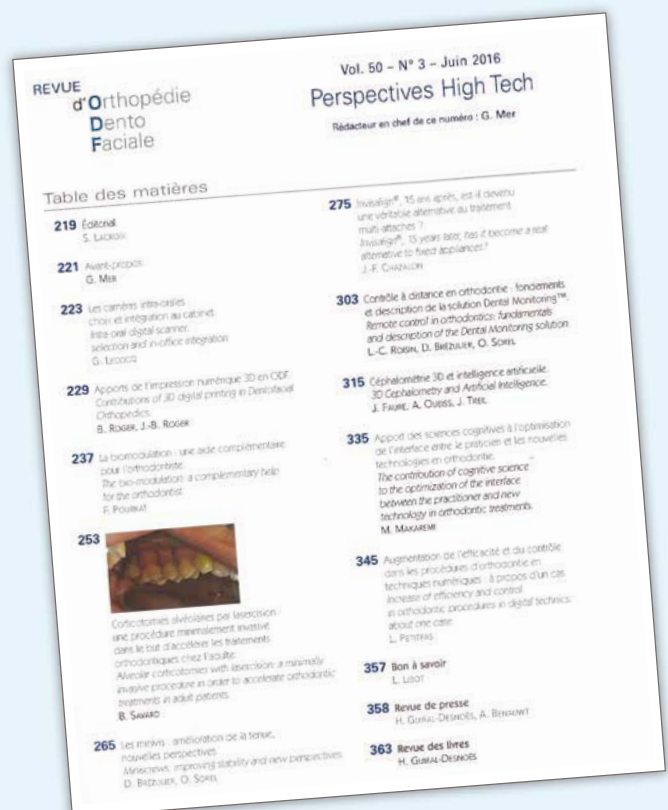 REVUE
d'Orthopédie
Dento
Faciale
Vol. 50 – N° 3 – Juin 2016
Perspectives High Tech
Rédacteur en chef de ce numéro : G. Mer
Table des matières
219 Éditorial
S. LACROIX
221 Avant-propos
G. MER
223 Les caméras intra-orales :
choix et intégration au cabinet.
Intra-oral digital scanner:
selection and in-office integration
G. LECOCQ
229 Apports de l'impression numérique 3D en ODF.
Contributions of 3D digital printing in Dentofacial
Orthopedics.
B. ROGER, J.-B. ROGER
237 La biomodulation : une aide complémentaire
pour l'orthodontiste.
The bio-modulation: a complementary help
for the orthodontist
F. POUJULAT
253
Corticotomies alvéolaires par lasercision :
une procédure minimalement invasive
dans le but d'accélérer les traitements
orthodontiques chez l'adulte.
Alveolar corticotomies with lasercision: a minimally
invasive procedure in order to accelerate orthodontic
treatments in adult patients.
B. SAVARD
265 Les minivis : amélioration de la tenue,
nouvelles perspectives.
Miniscrews: improving stability and new perspectives
D. BREZULIER, O. SOREL
275 Invisalign®, 15 ans après, est-il devenu
une véritable alternative au traitement
multi-attaches ?
Invisalign®, 15 years later, has it become a real
alternative to fixed appliances?
J.-F. CHAZALON
303 Contrôle à distance en orthodontie : fondements
et description de la solution Dental Monitoring™.
Remote control in orthodontics: fundamentals
and description of the Dental Monitoring solution.
L.-C. ROISIN, D. BRÉZULIER, O. SOREL
315 Céphalométrie 3D et intelligence artificielle.
3D Cephalometry and Artificial Intelligence.
J. FAURE, A. OUEISS, J. TREIL
335 Apport des sciences cognitives à l'optimisation
de l'interface entre le praticien et les nouvelles
technologies en orthodontie.
The contribution of cognitive science
to the optimization of the interface
between the practitioner and new
technology in orthodontic treatments.
M. MAKAREMI
345 Augmentation de l'efficacité et du contrôle
dans les procédures d'orthodontie en
techniques numériques : à propos d'un cas
Increase of efficiency and control
in orthodontic procedures in digital technics:
about one case
L. PETITPAS
357 Bon à savoir
L. LISOT
358 Revue de presse
H. GUIRAL-DESNOËS, A. BENAUWT
363 Revue des livres
H. GUIRAL-DESNOËS